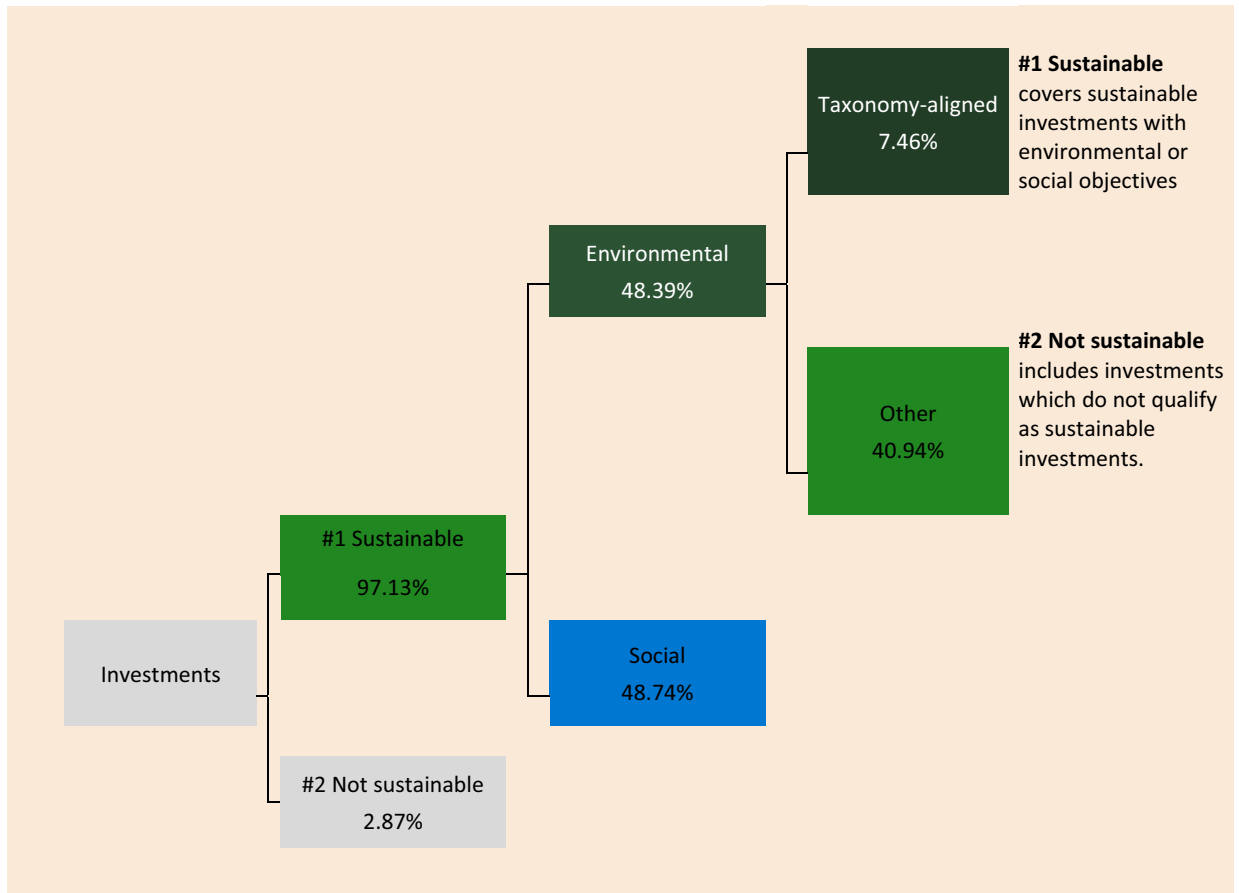 Taxonomy-aligned
7.46%
#1 Sustainable
covers sustainable
investments with
environmental or
social objectives
Environmental
48.39%
#2 Not sustainable
includes investments
which do not qualify
as sustainable
investments.
Other
40.94%
#1 Sustainable
97.13%
Investments
Social
48.74%
#2 Not sustainable
2.87%